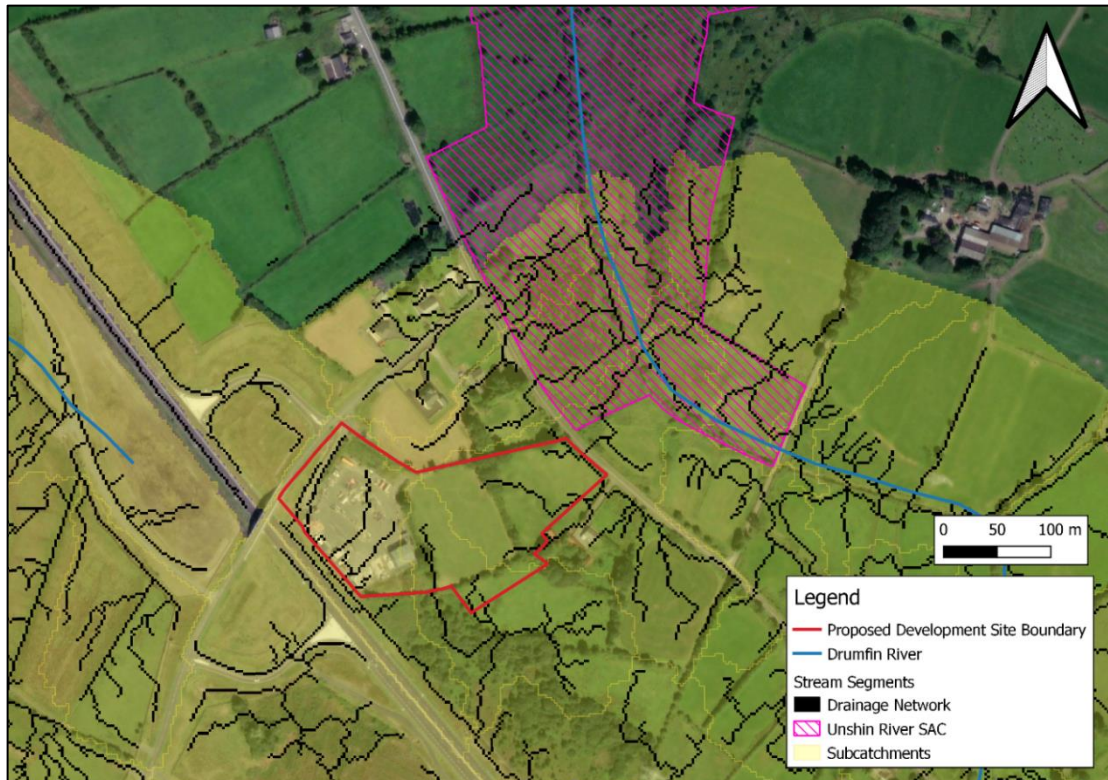 0 50 100 m
Legend
Proposed Development Site Boundary
Drumfin River
Stream Segments
Drainage Network
Unshin River SAC
Subcatchments